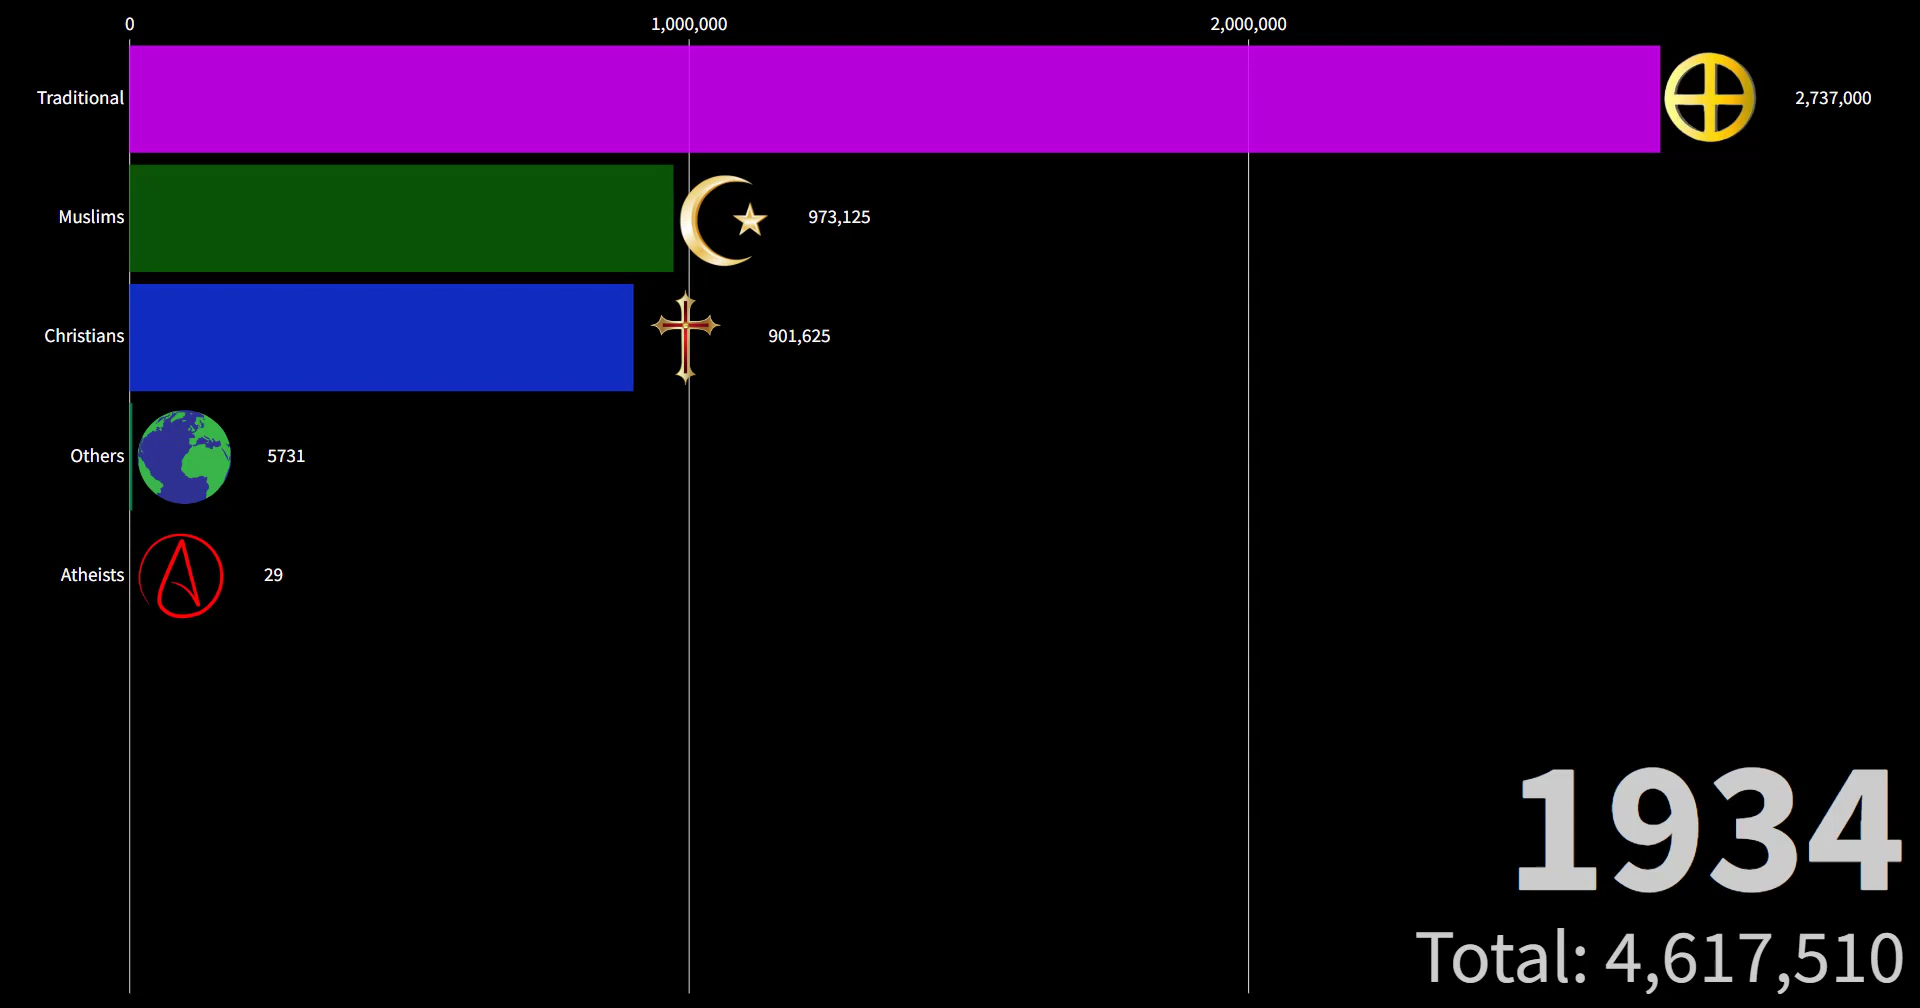 0 1,000,000 2,000,000
Traditional 2,737,000
Muslims 973,125
Christians 901,625
Others 5731
Atheists 29
1934
Total: 4,617,510